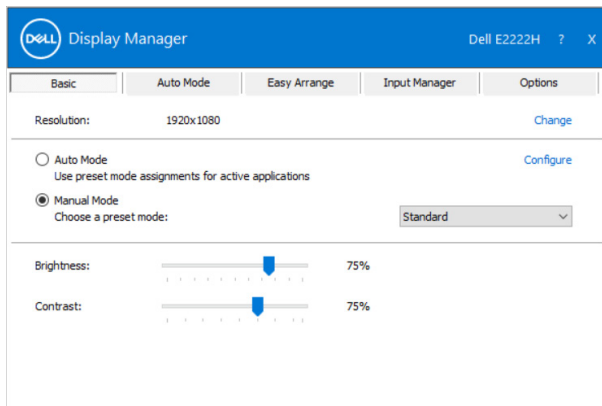 DELL Display Manager Dell E2222H ? X
Basic Auto Mode Easy Arrange Input Manager Options
Resolution: 1920x1080 Change
Auto Mode Configure
Use preset mode assignments for active applications
Manual Mode
Choose a preset mode: Standard
Brightness: 75%
Contrast: 75%